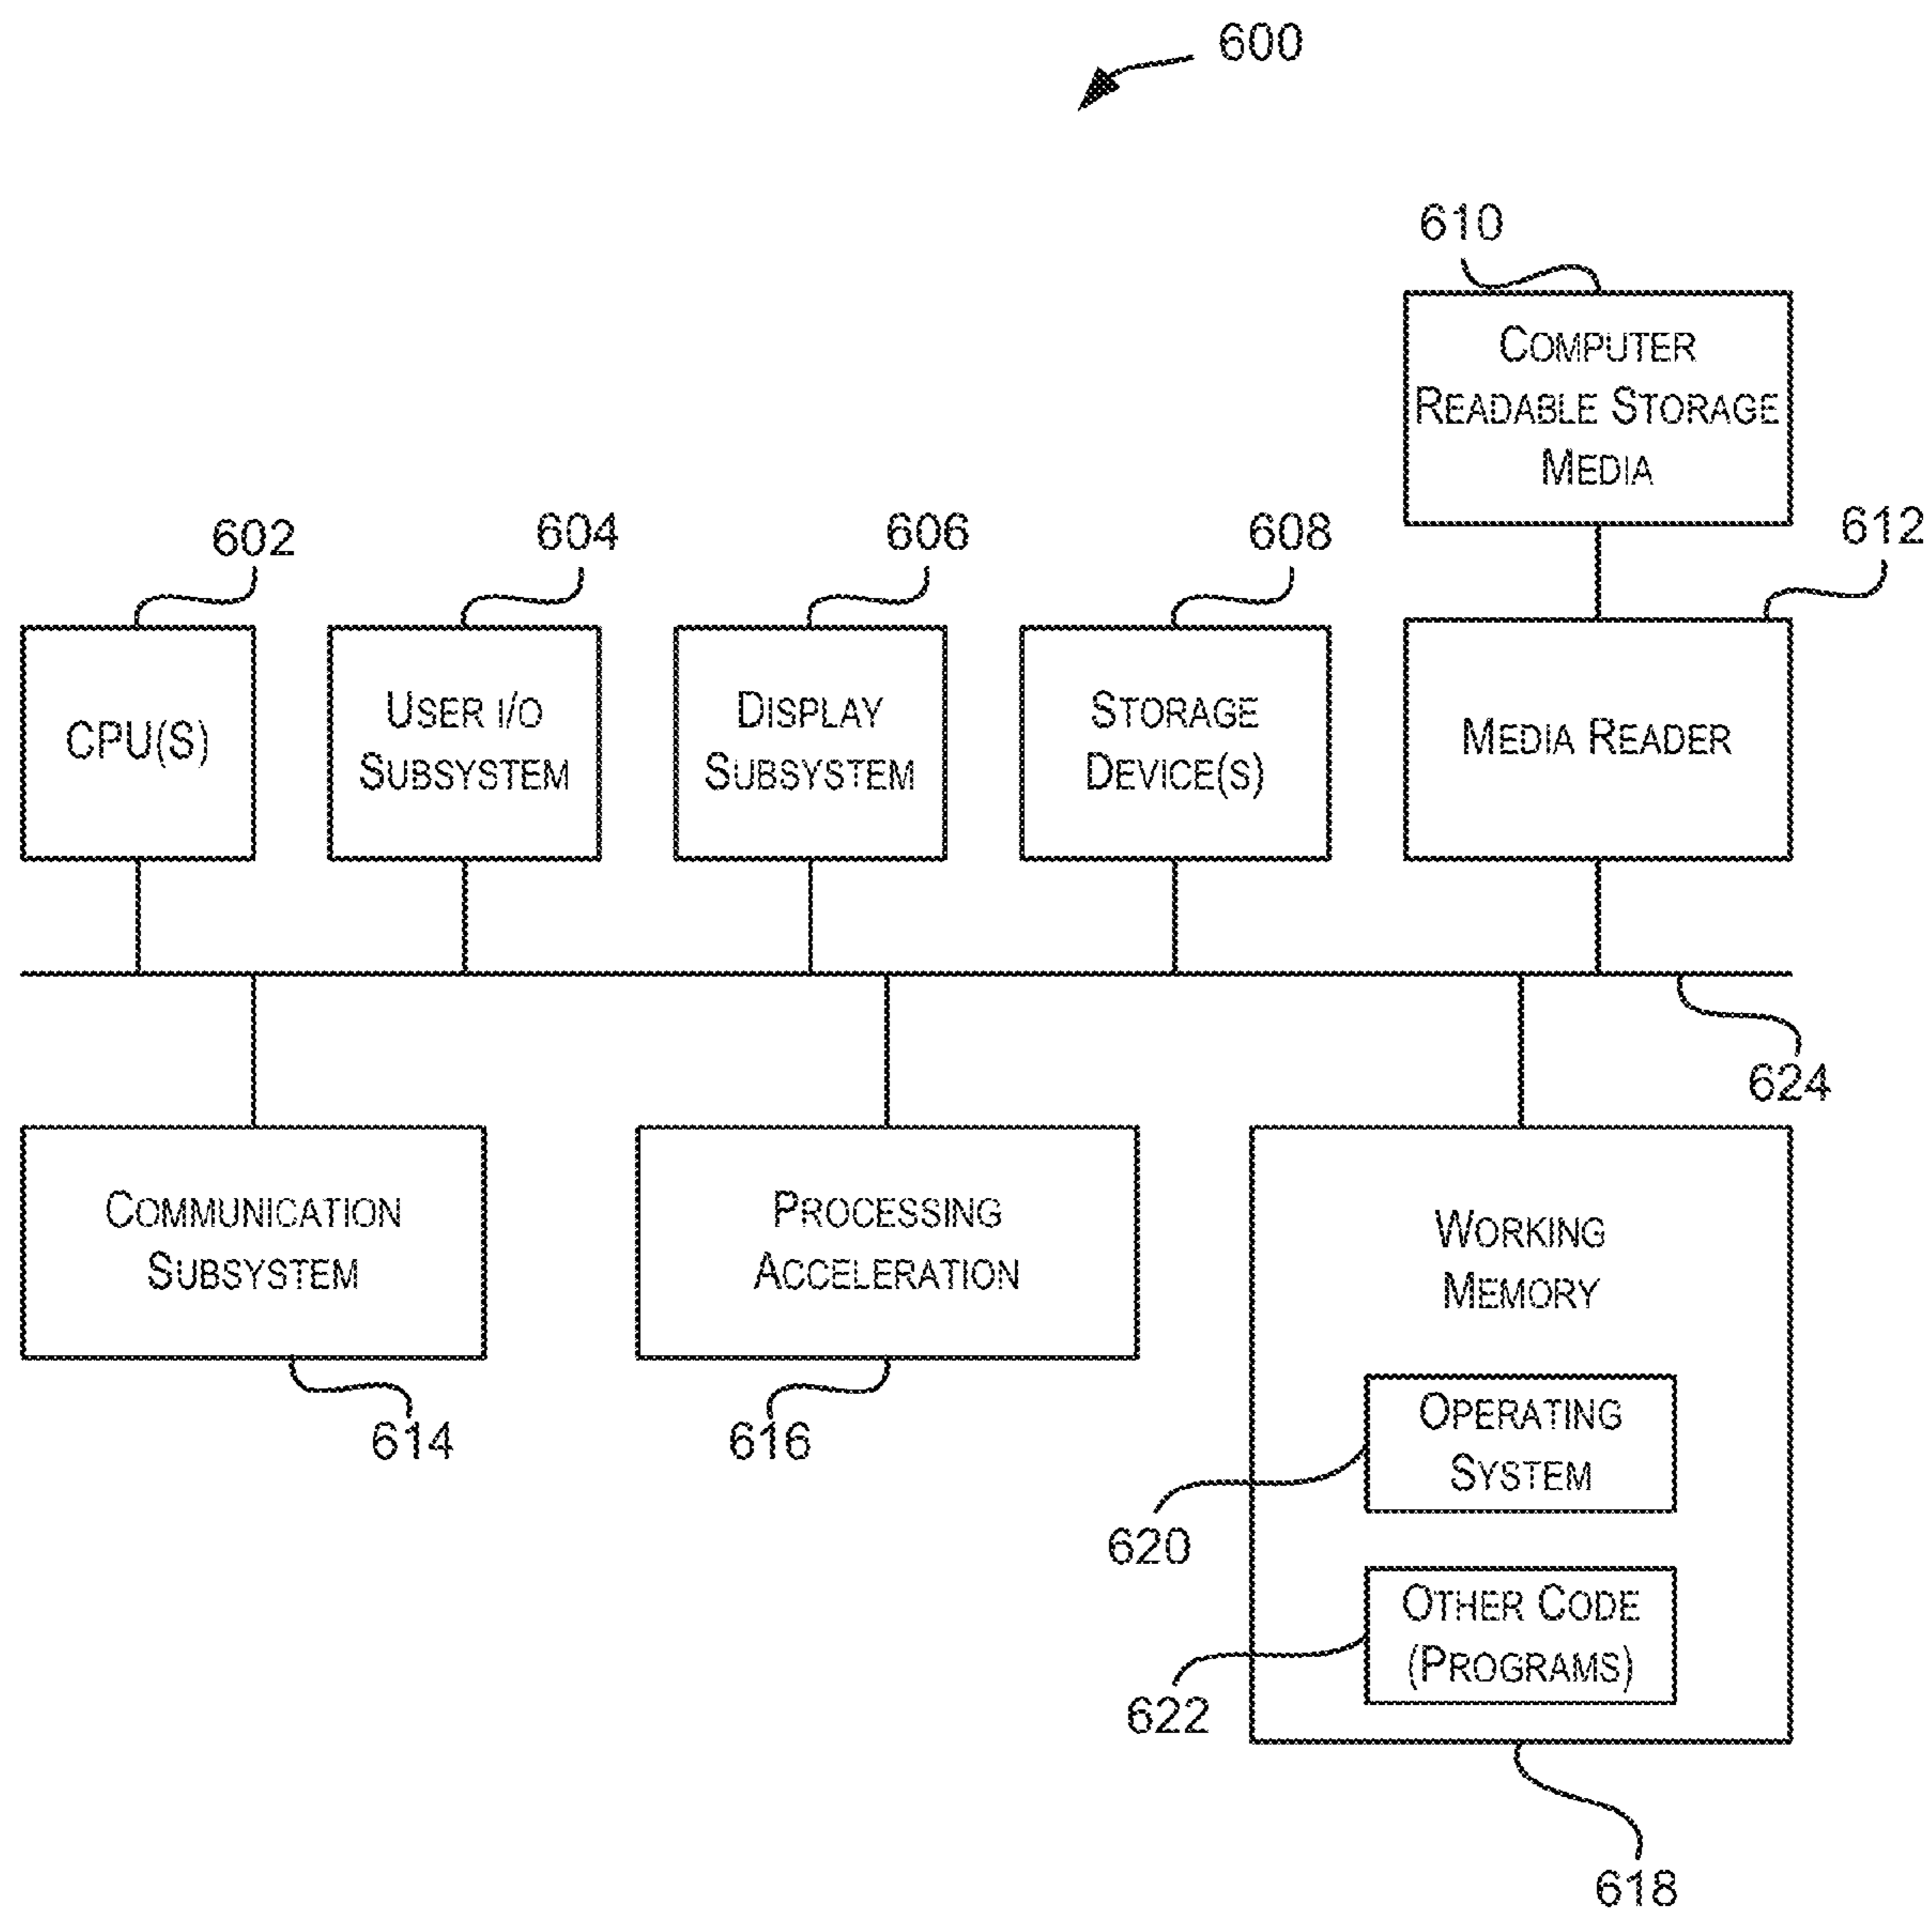 600
610
COMPUTER
READABLE STORAGE
MEDIA
602
604
606
608
612
CPU(S)
USER I/O
SUBSYSTEM
DISPLAY
SUBSYSTEM
STORAGE
DEVICE(S)
MEDIA READER
624
COMMUNICATION
SUBSYSTEM
PROCESSING
ACCELERATION
WORKING
MEMORY
614
616
OPERATING
SYSTEM
620
OTHER CODE
(PROGRAMS)
622
618